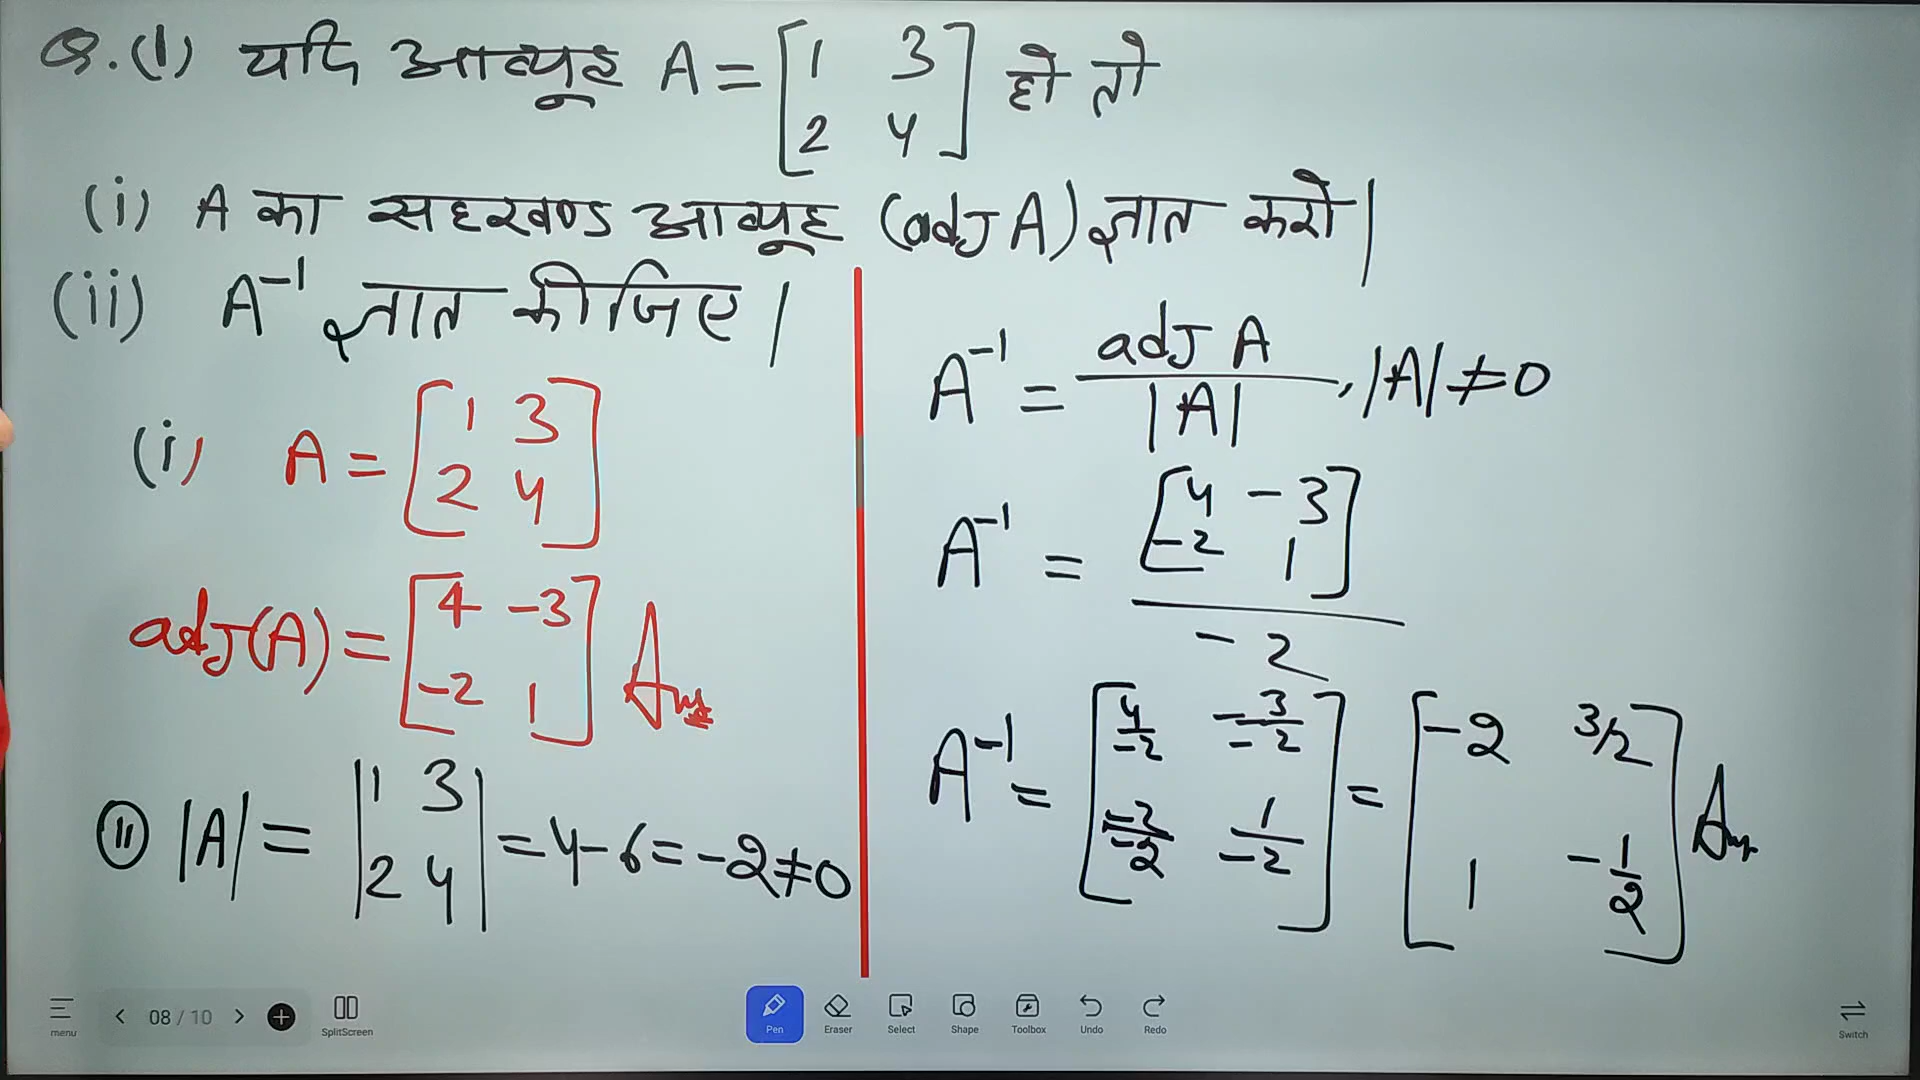 Q.(1) यदि आव्यूह A = [1 3
2 4] हो तो
(i) A का सहखण्ड आव्यूह (adJ A) ज्ञात करो|
(ii) A⁻¹ ज्ञात कीजिए|
(i) A = [1 3
2 4]
adJ(A) = [4 -3
-2 1] Ans
(ii) |A| = |1 3
2 4| = 4-6 = -2 ≠ 0
A⁻¹ = adJ A / |A| , |A| ≠ 0
A⁻¹ = [4 -3
-2 1] / -2
A⁻¹ = [4/-2 -3/-2
-2/-2 1/-2] = [-2 3/2
1 -1/2] Ans
menu
08 / 10
SplitScreen
Pen Eraser Select Shape Toolbox Undo Redo
Switch